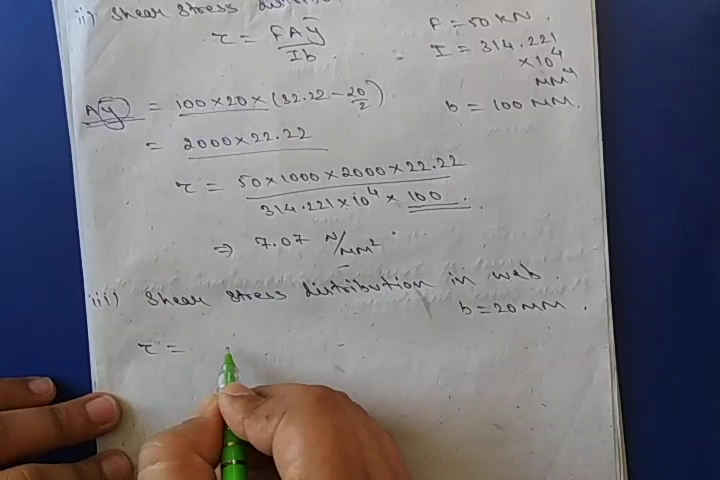 ii) Shear Stress
τ = FAȳ / Ib
F = 50 KN.
I = 314.221
×10⁴
MM⁴
b = 100 MM.
Aȳ = 100×20×(32.22 − 20/2)
= 2000×22.22
τ = 50×1000×2000×22.22 / 314.221×10⁴×100.
⇒ 7.07 N/MM²
iii) Shear Stress distribution in web.
b = 20 MM.
τ =